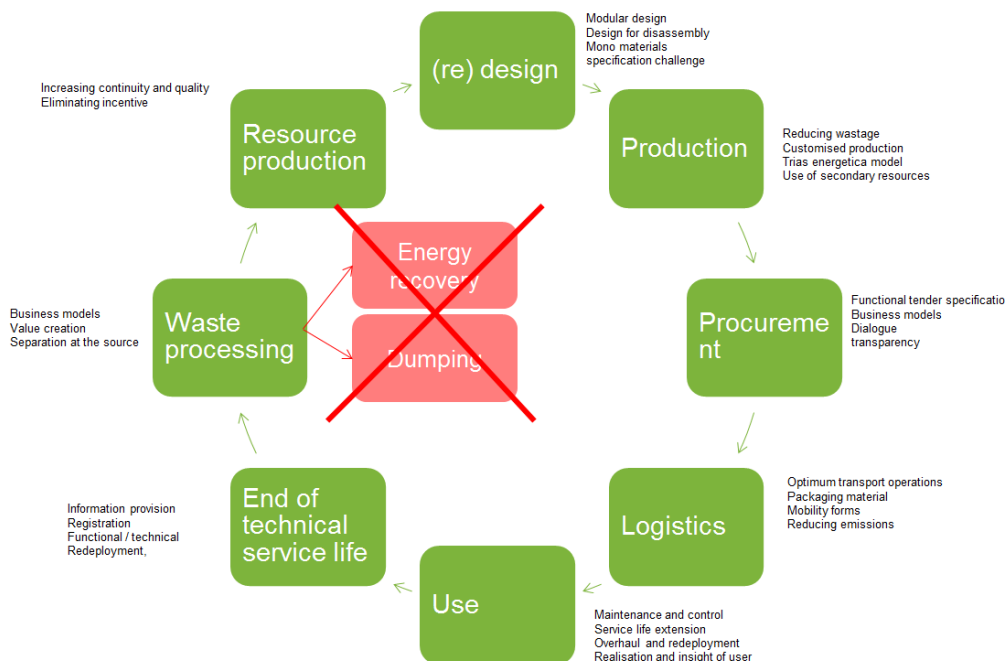 (re) design
Modular design
Design for disassembly
Mono materials
specification challenge
Production
Reducing wastage
Customised production
Trias energetica model
Use of secondary resources
Procureme
nt
Functional tender specificatio
Business models
Dialogue
transparency
Logistics
Optimum transport operations
Packaging material
Mobility forms
Reducing emissions
Use
Maintenance and control
Service life extension
Overhaul and redeployment
Realisation and insight of user
End of
technical
service life
Information provision
Registration
Functional / technical
Redeployment,
Waste
processing
Business models
Value creation
Separation at the source
Energy
recovery
Dumping
Resource
production
Increasing continuity and quality
Eliminating incentive